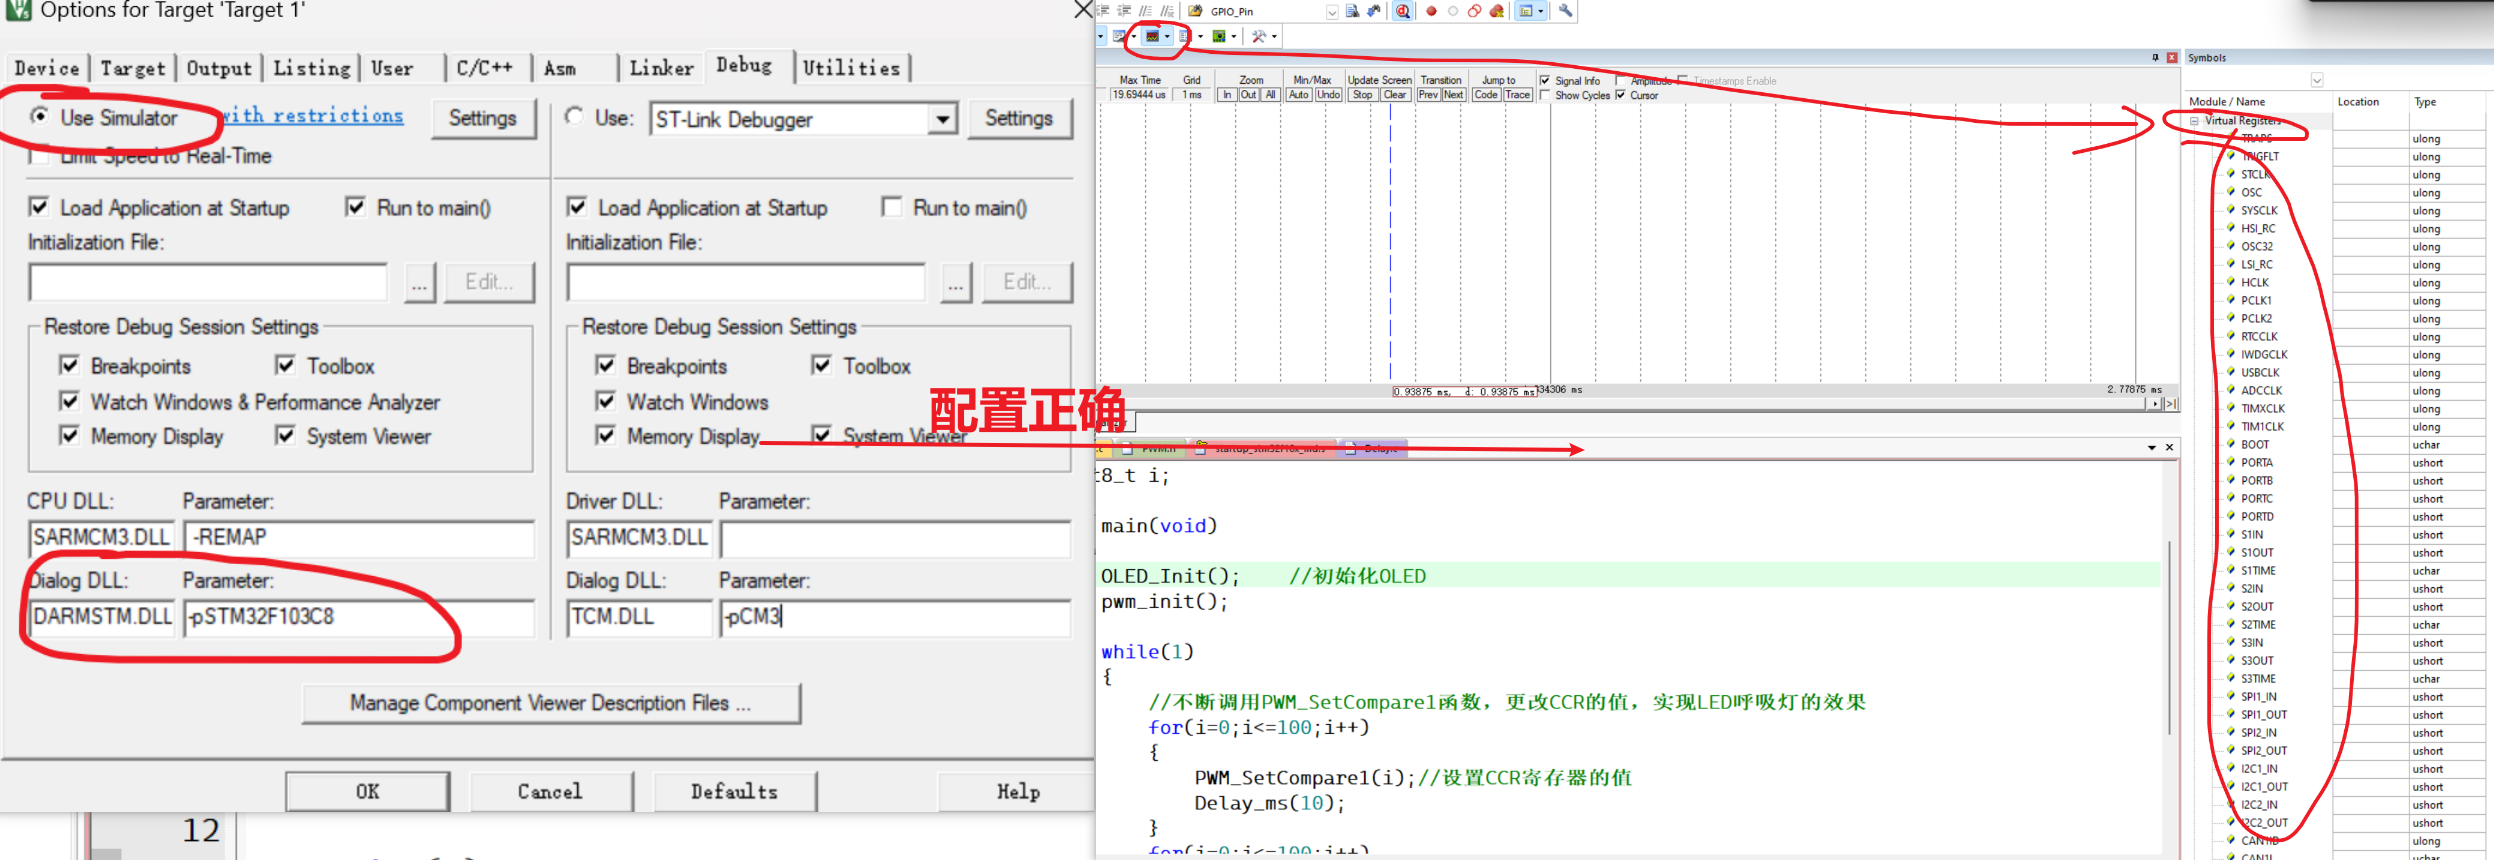 Options for Target 'Target 1'
Device Target Output Listing User C/C++ Asm Linker Debug Utilities
Use Simulator with restrictions Settings
Use: ST-Link Debugger Settings
Limit Speed to Real-Time
Load Application at Startup Run to main()
Load Application at Startup Run to main()
Initialization File:
Initialization File:
... Edit...
... Edit...
Restore Debug Session Settings
Breakpoints Toolbox
Watch Windows & Performance Analyzer
Memory Display System Viewer
Restore Debug Session Settings
Breakpoints Toolbox
Watch Windows
Memory Display System Viewer
CPU DLL: Parameter:
SARMCM3.DLL -REMAP
Driver DLL: Parameter:
SARMCM3.DLL
Dialog DLL: Parameter:
DARMSTM.DLL -pSTM32F103C8
Dialog DLL: Parameter:
TCM.DLL -pCM3
Manage Component Viewer Description Files ...
OK Cancel Defaults Help
12
配置正确
GPIO_Pin
Max Time Grid Zoom Min/Max Update Screen Transition Jump to Signal Info Amplitude Timestamps Enable
19.69444 us 1 ms In Out All Auto Undo Stop Clear Prev Next Code Trace Show Cycles Cursor
0.93875 ms, d: 0.93875 ms 34306 ms 2.77875 ms
PWM.h startup_stm32f10x_md.s Delay.c
t8_t i;
main(void)
OLED_Init(); //初始化OLED
pwm_init();
while(1)
{
//不断调用PWM_SetCompare1函数，更改CCR的值，实现LED呼吸灯的效果
for(i=0;i<=100;i++)
{
PWM_SetCompare1(i);//设置CCR寄存器的值
Delay_ms(10);
}
for(i=0;i<=100;i++)
Symbols
Module / Name Location Type
Virtual Registers
TRAPS ulong
TRIGFLT ulong
STCLK ulong
OSC ulong
SYSCLK ulong
HSI_RC ulong
OSC32 ulong
LSI_RC ulong
HCLK ulong
PCLK1 ulong
PCLK2 ulong
RTCCLK ulong
IWDGCLK ulong
USBCLK ulong
ADCCLK ulong
TIMXCLK ulong
TIM1CLK ulong
BOOT uchar
PORTA ushort
PORTB ushort
PORTC ushort
PORTD ushort
S1IN ushort
S1OUT ushort
S1TIME uchar
S2IN ushort
S2OUT ushort
S2TIME uchar
S3IN ushort
S3OUT ushort
S3TIME uchar
SPI1_IN ushort
SPI1_OUT ushort
SPI2_IN ushort
SPI2_OUT ushort
I2C1_IN ushort
I2C1_OUT ushort
I2C2_IN ushort
I2C2_OUT ushort
CAN1ID ulong
CAN1L uchar